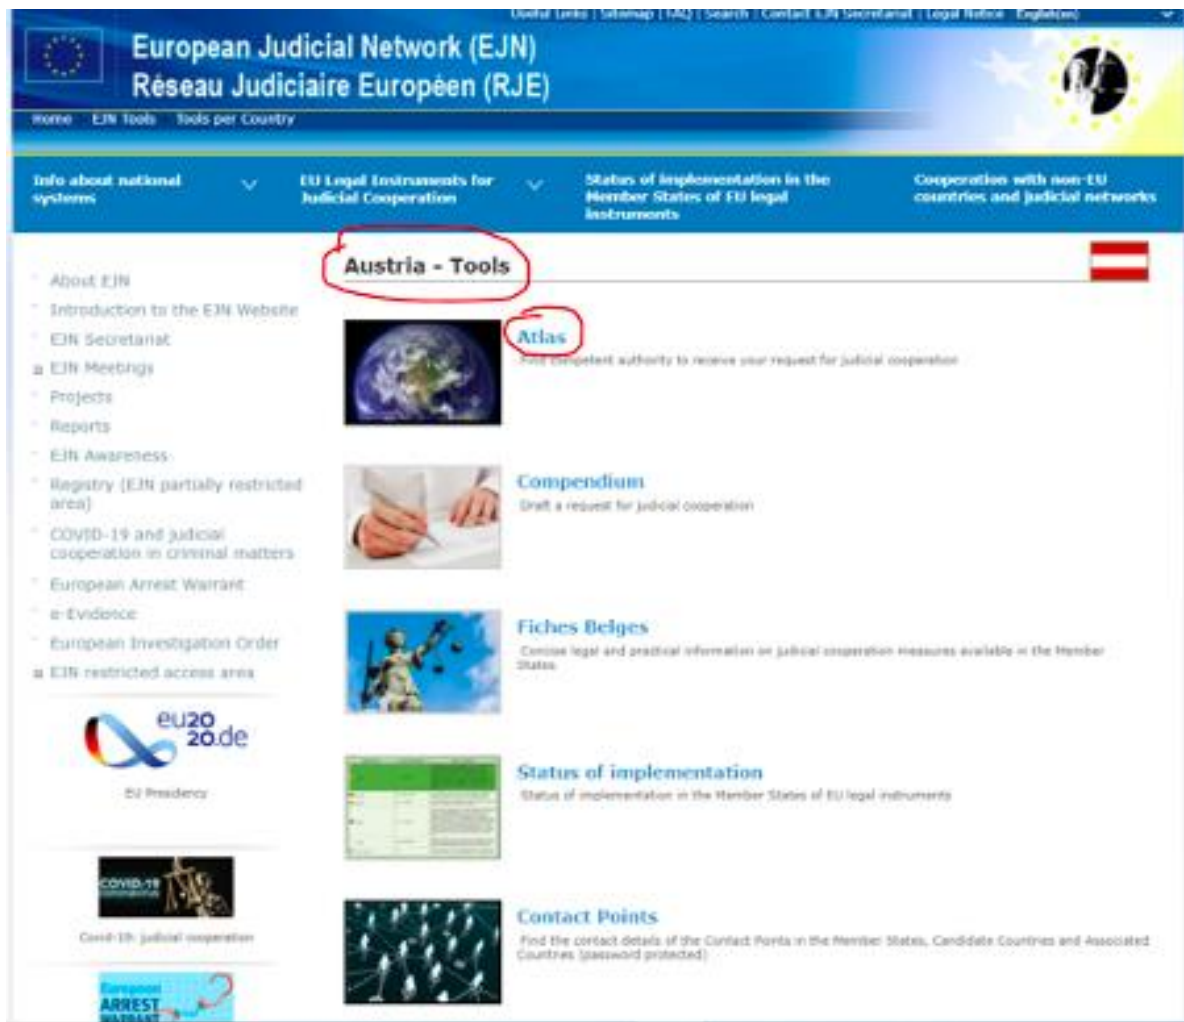 Useful Links | Sitemap | FAQ | Search | Contact EJN Secretariat | Legal Notice English(en)
European Judicial Network (EJN)
Réseau Judiciaire Européen (RJE)
Home EJN Tools Tools per Country
Info about national
systems
EU Legal Instruments for
Judicial Cooperation
Status of implementation in the
Member States of EU legal
instruments
Cooperation with non-EU
countries and judicial networks
Austria - Tools
About EJN
Introduction to the EJN Website
EJN Secretariat
EJN Meetings
Projects
Reports
EJN Awareness
Registry (EJN partially restricted
area)
COVID-19 and judicial
cooperation in criminal matters
European Arrest Warrant
e-Evidence
European Investigation Order
EJN restricted access area
eu20
20.de
EU Presidency
COVID-19
Covid-19: judicial cooperation
European
ARREST
WARRANT
Atlas
Find competent authority to receive your request for judicial cooperation
Compendium
Draft a request for judicial cooperation
Fiches Belges
Concise legal and practical information on judicial cooperation measures available in the Member
States
Status of implementation
Status of implementation in the Member States of EU legal instruments
Contact Points
Find the contact details of the Contact Points in the Member States, Candidate Countries and Associated
Countries (password protected)